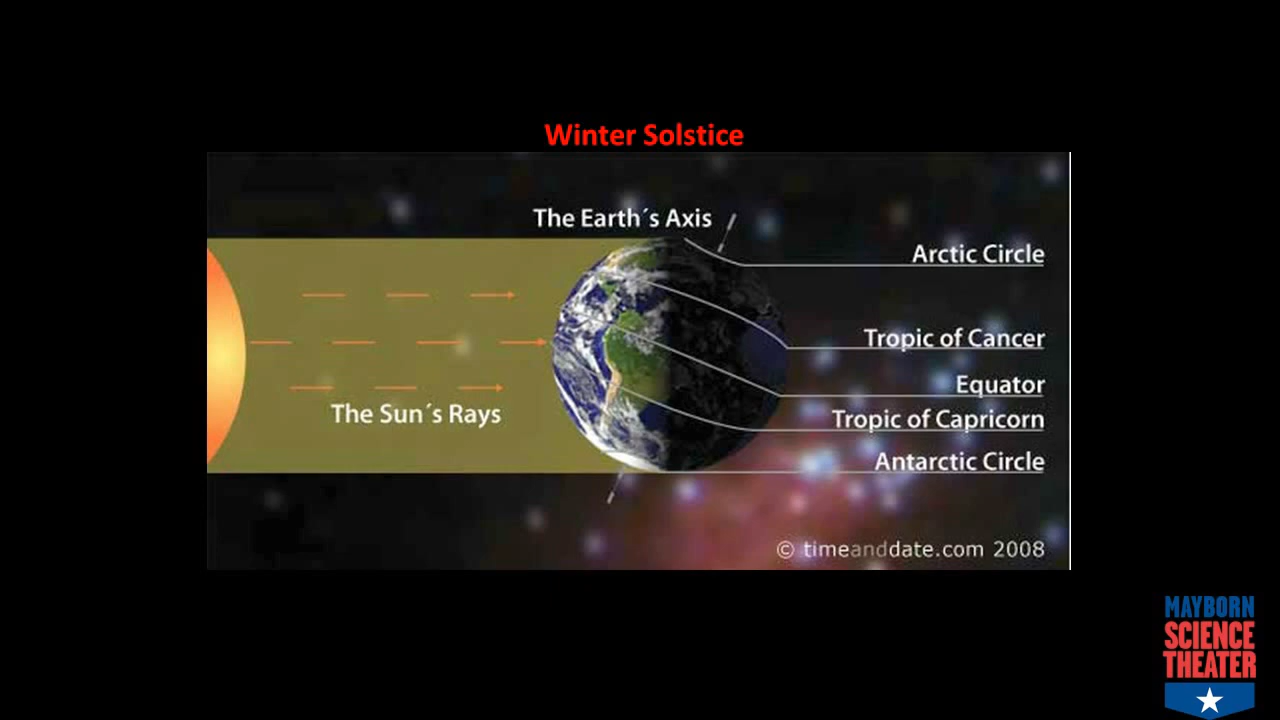 Winter Solstice
The Earth´s Axis
Arctic Circle
Tropic of Cancer
Equator
The Sun´s Rays
Tropic of Capricorn
Antarctic Circle
© timeanddate.com 2008
MAYBORN
SCIENCE
THEATER